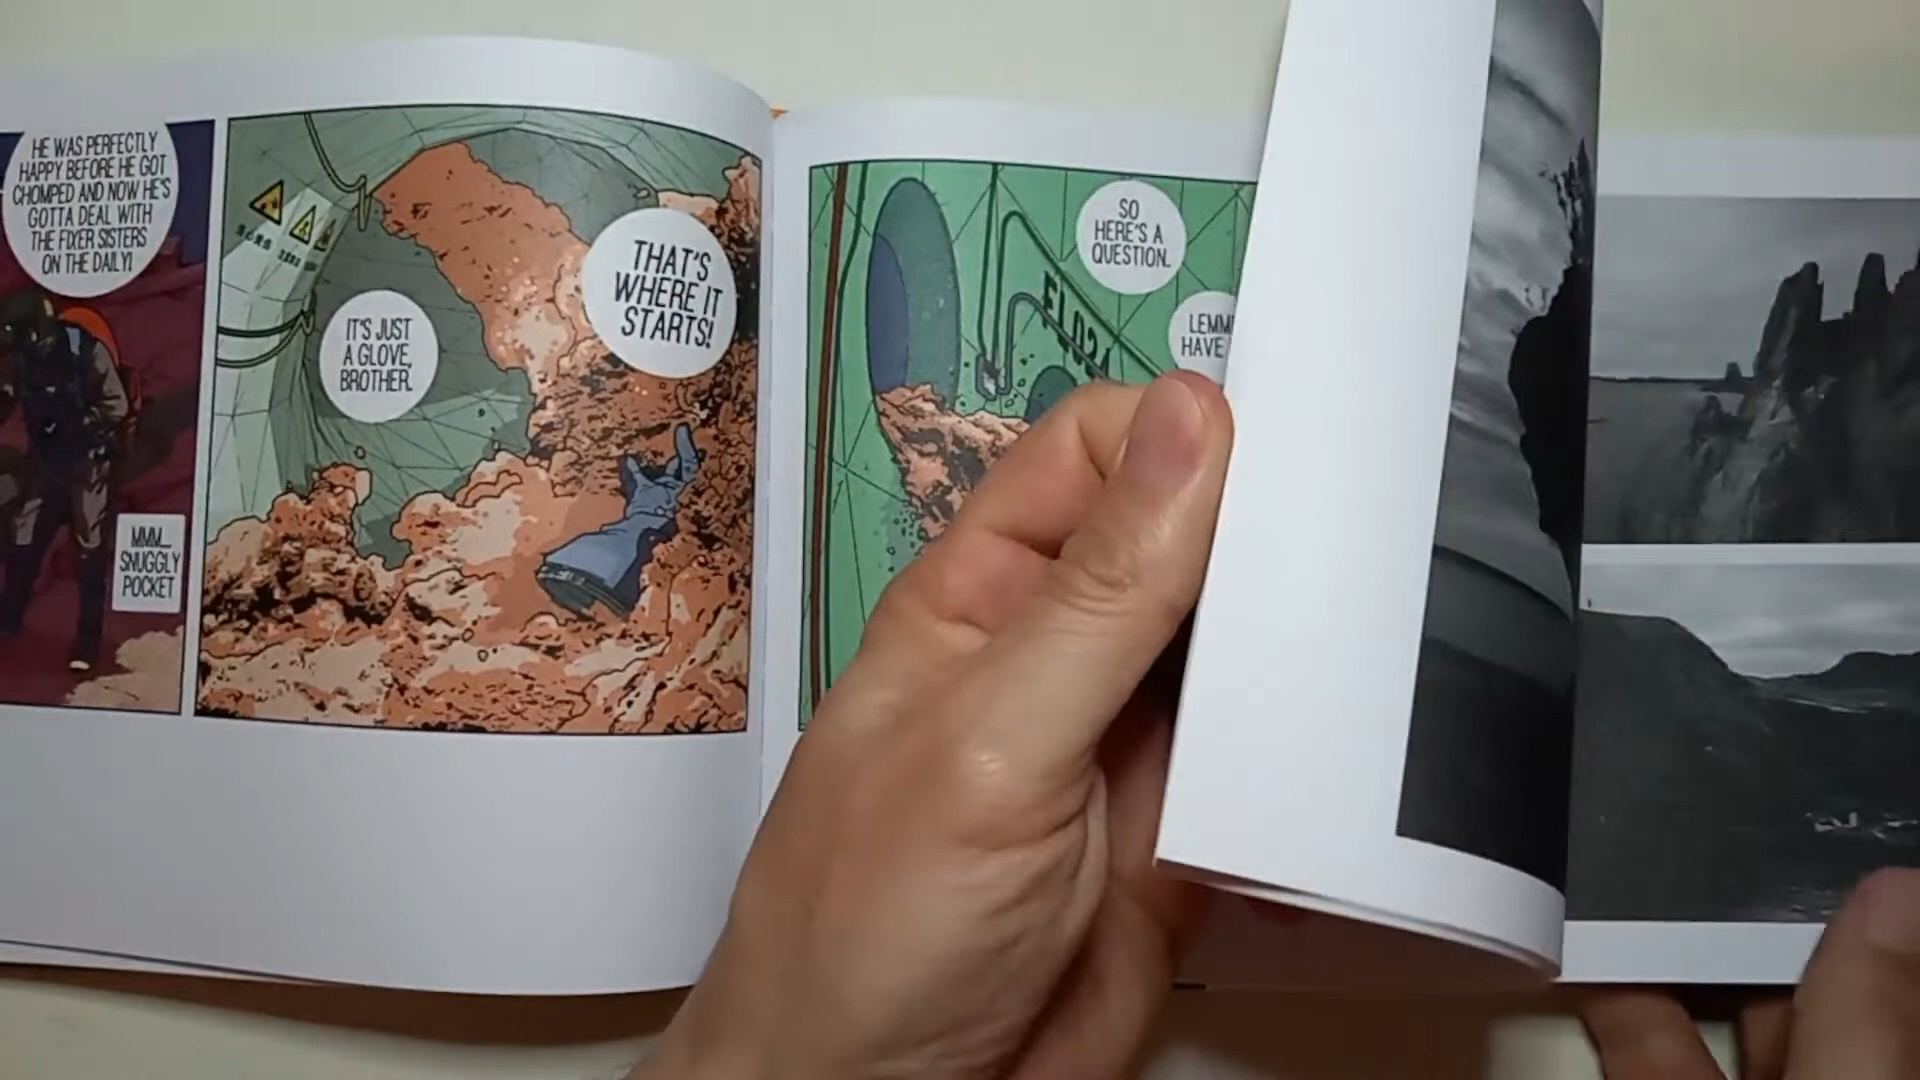 HE WAS PERFECTLY
HAPPY BEFORE HE GOT
CHOMPED AND NOW HE'S
GOTTA DEAL WITH
THE FIXER SISTERS
ON THE DAILY!
MMM...
SNUGGLY
POCKET
IT'S JUST
A GLOVE,
BROTHER.
THAT'S
WHERE IT
STARTS!
SO
HERE'S A
QUESTION.
HAVE